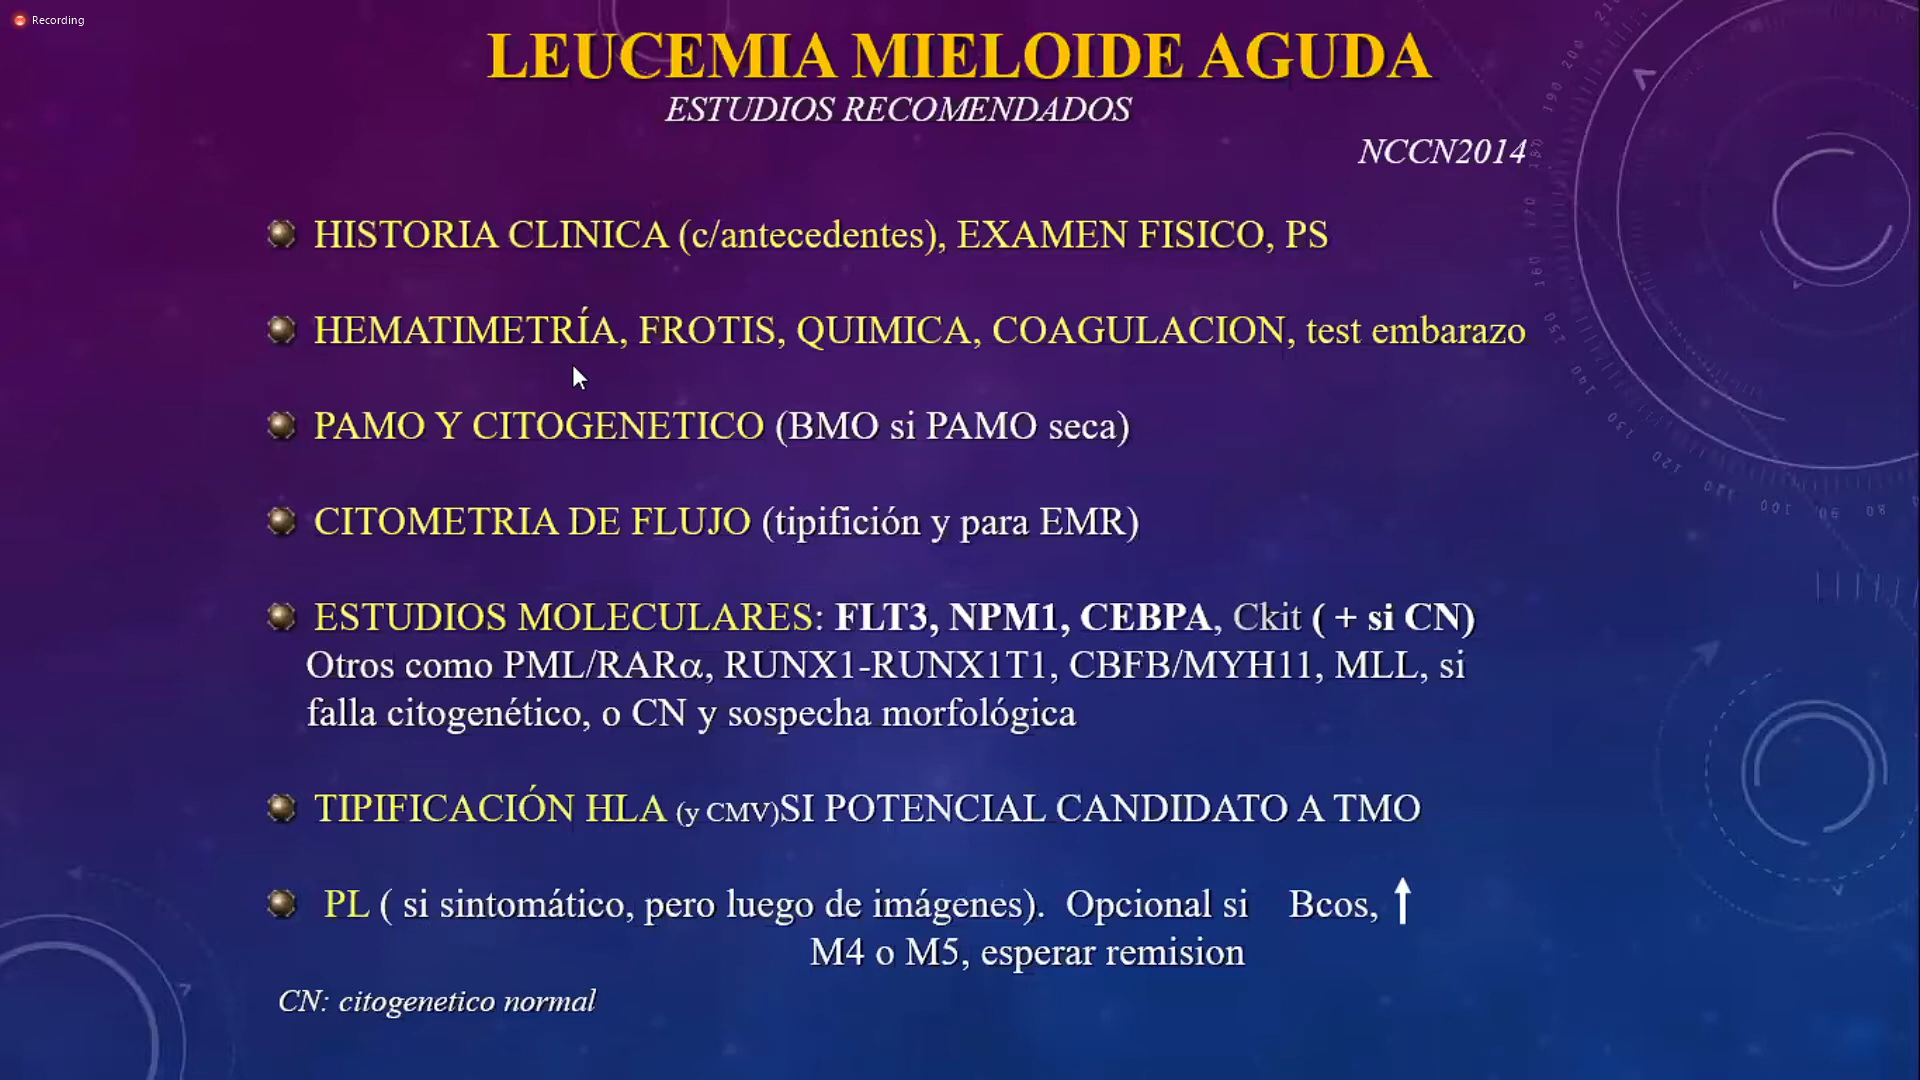 Recording
LEUCEMIA MIELOIDE AGUDA
ESTUDIOS RECOMENDADOS
NCCN2014
HISTORIA CLINICA (c/antecedentes), EXAMEN FISICO, PS
HEMATIMETRÍA, FROTIS, QUIMICA, COAGULACION, test embarazo
PAMO Y CITOGENETICO (BMO si PAMO seca)
CITOMETRIA DE FLUJO (tipifición y para EMR)
ESTUDIOS MOLECULARES: FLT3, NPM1, CEBPA, Ckit ( + si CN)
Otros como PML/RARα, RUNX1-RUNX1T1, CBFB/MYH11, MLL, si
falla citogenético, o CN y sospecha morfológica
TIPIFICACIÓN HLA (y CMV)SI POTENCIAL CANDIDATO A TMO
PL ( si sintomático, pero luego de imágenes). Opcional si Bcos, ↑
M4 o M5, esperar remision
CN: citogenetico normal